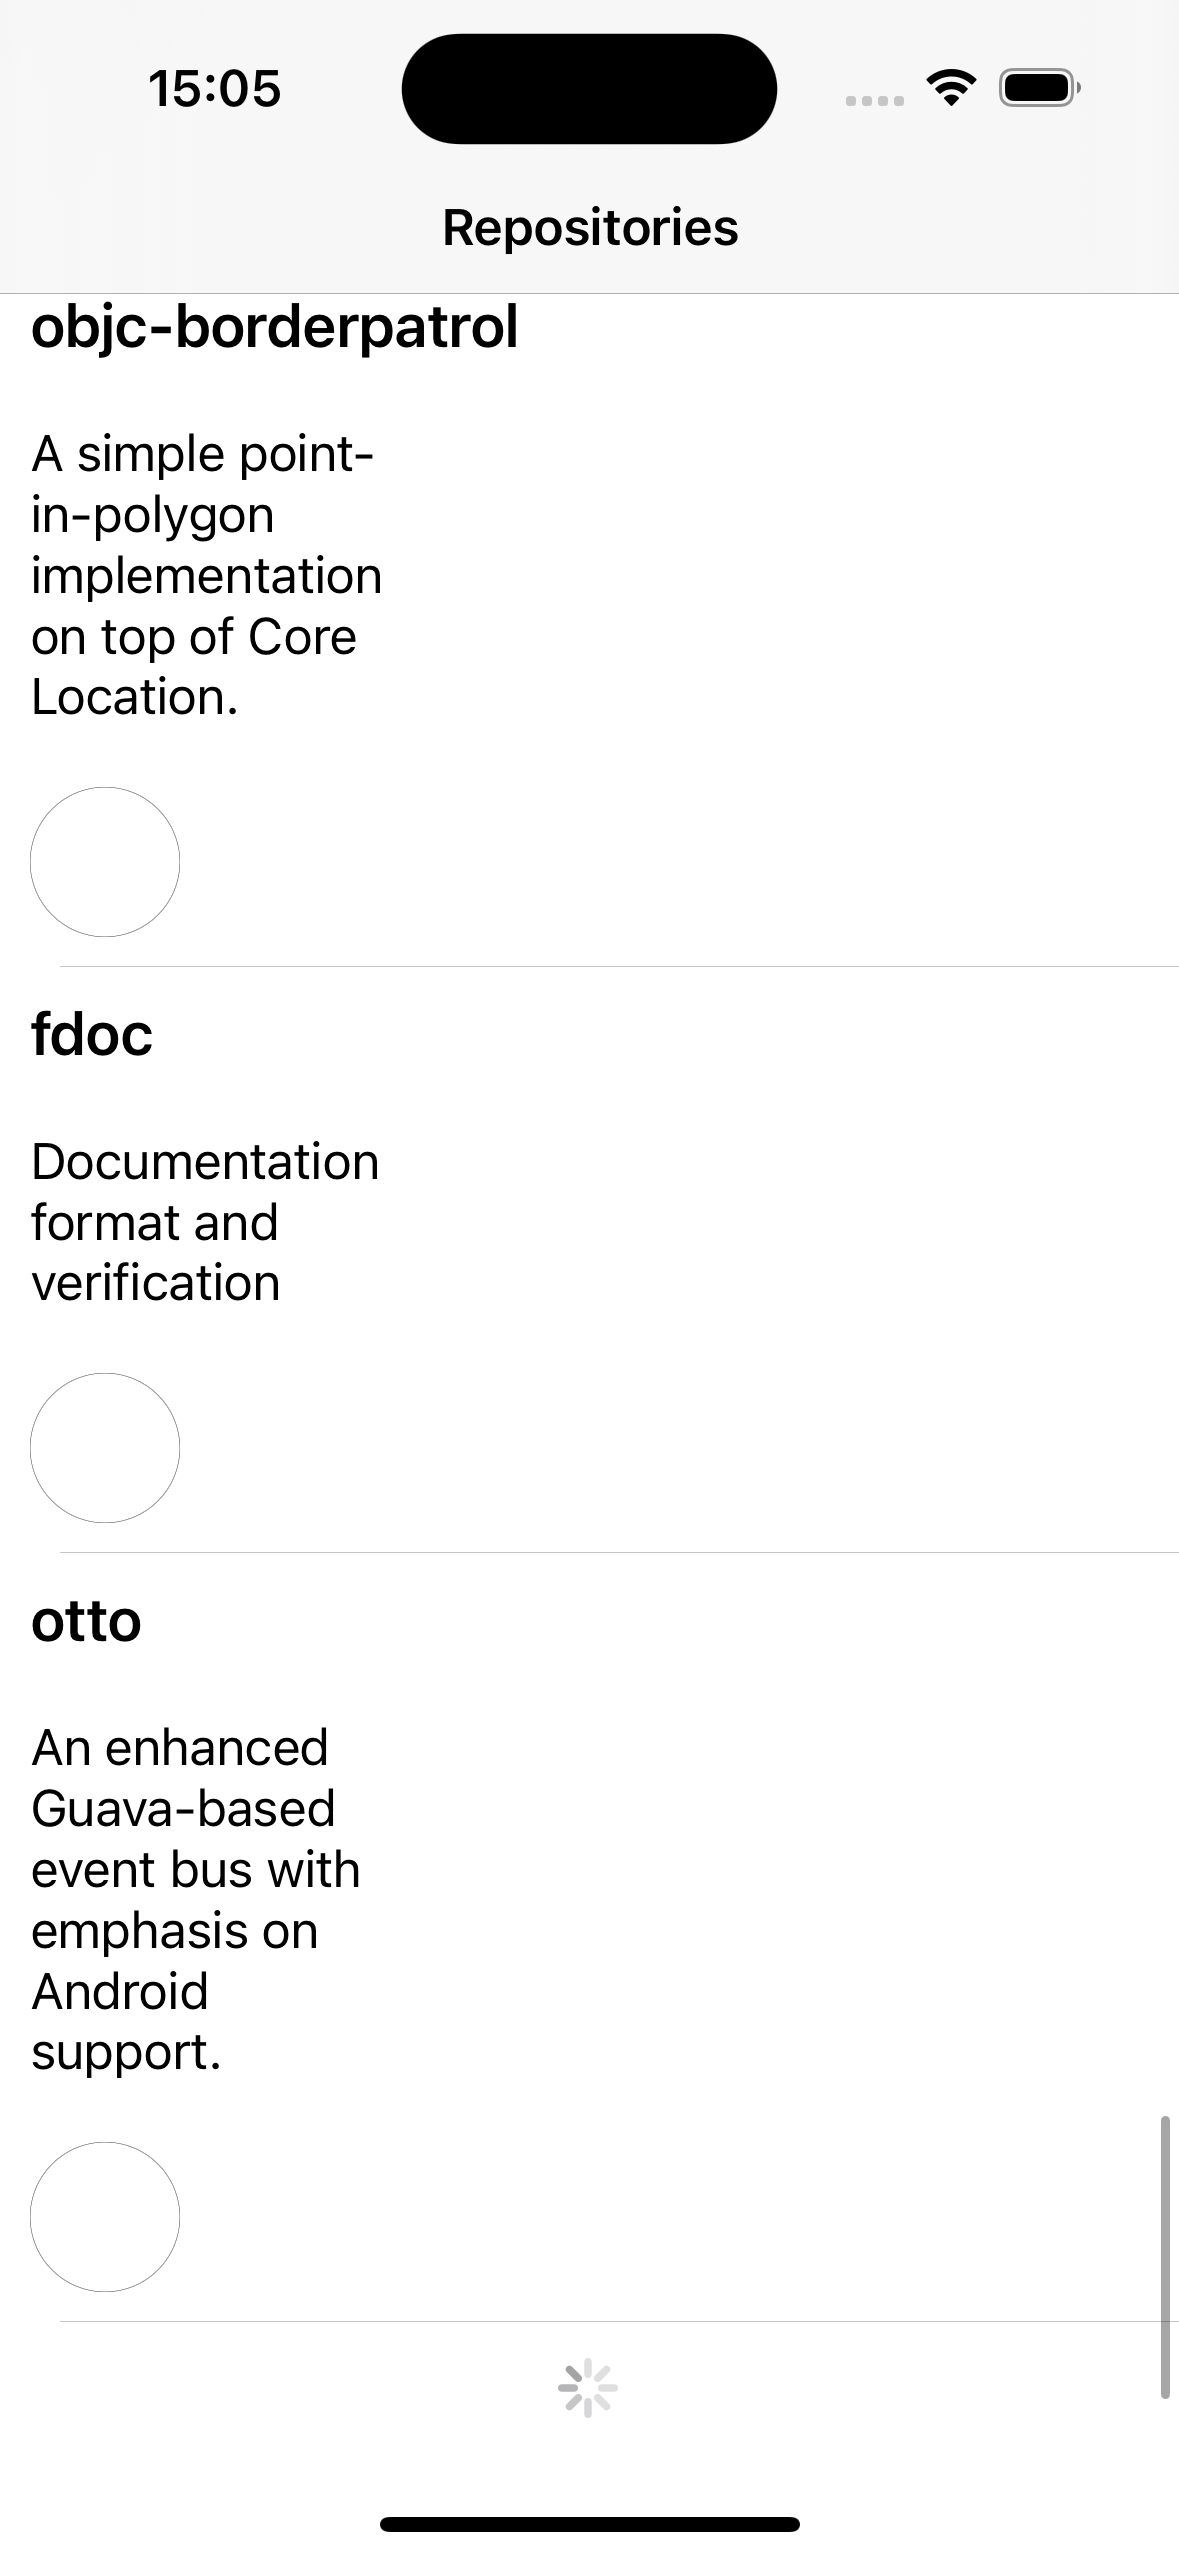 15:05
Repositories
objc-borderpatrol
A simple point-
in-polygon
implementation
on top of Core
Location.
fdoc
Documentation
format and
verification
otto
An enhanced
Guava-based
event bus with
emphasis on
Android
support.